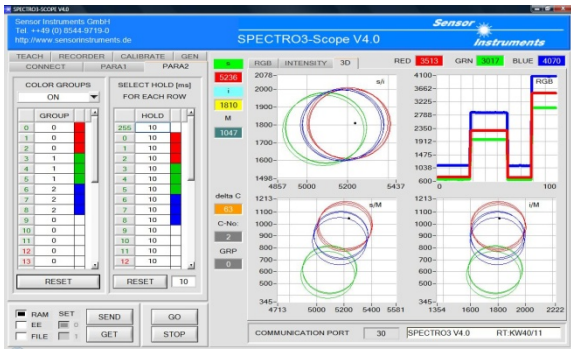 SPECTRO3-SCOPE V4.0
Sensor Instruments GmbH
Tel. ++49 (0) 8544-9719-0
http://www.sensorinstruments.de
SPECTRO3-Scope V4.0
Sensor
Instruments
TEACH RECORDER CALIBRATE GEN
CONNECT PARA1 PARA2
COLOR GROUPS
ON
GROUP
0 0
1 0
2 0
3 1
4 1
5 1
6 2
7 2
8 2
9 0
10 0
11 0
12 0
13 0
RESET
SELECT HOLD [ms]
FOR EACH ROW
HOLD
255 10
0 10
1 10
2 10
3 10
4 10
5 10
6 10
7 10
8 10
9 10
10 10
11 10
12 10
RESET 10
RAM SET
EE 0
FILE 1
SEND GO
GET STOP
s
5236
i
1810
M
1047
delta C
63
C-No:
2
GRP
0
RGB INTENSITY 3D
RED 3513 GRN 3017 BLUE 4070
s/i
2078
2000
1900
1800
1700
1600
1498
4857 5000 5200 5437
RGB
4100
3662
3225
2788
2350
1912
1475
1038
600
0 100
s/M
1213
1100
1000
900
800
700
600
500
345
4713 5000 5200 5400 5581
i/M
1213
1100
1000
900
800
700
600
500
345
1354 1600 1800 2000 2222
COMMUNICATION PORT 30 SPECTRO3 V4.0 RT:KW40/11